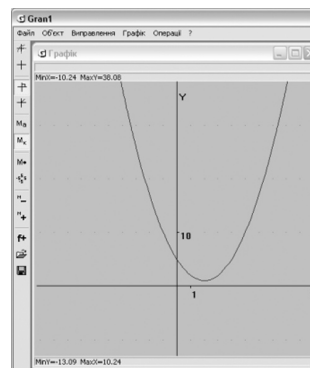 Gran1
Файл Об'єкт Виправлення Графік Операції ?
Графік
MinX=-10.24 MaxY=38.08
Y
10
1
MinY=-13.09 MaxX=10.24